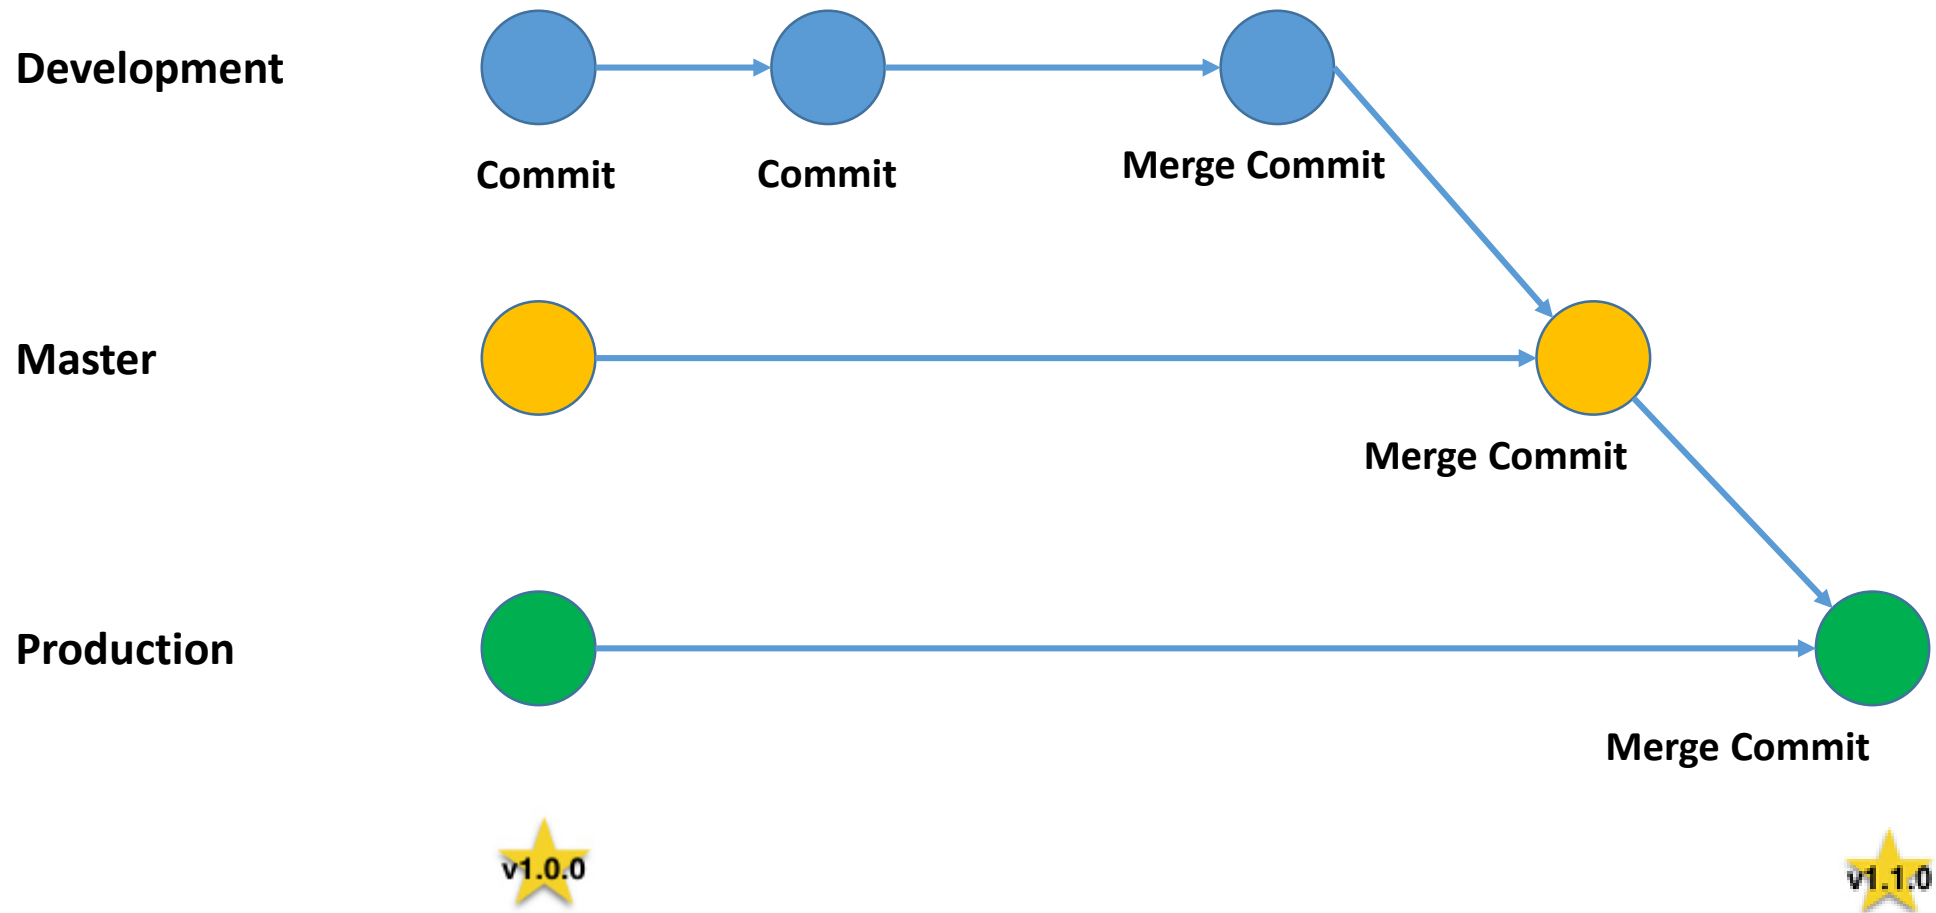 Development
Commit
Commit
Merge Commit
Master
Merge Commit
Production
Merge Commit
v1.0.0
v1.1.0